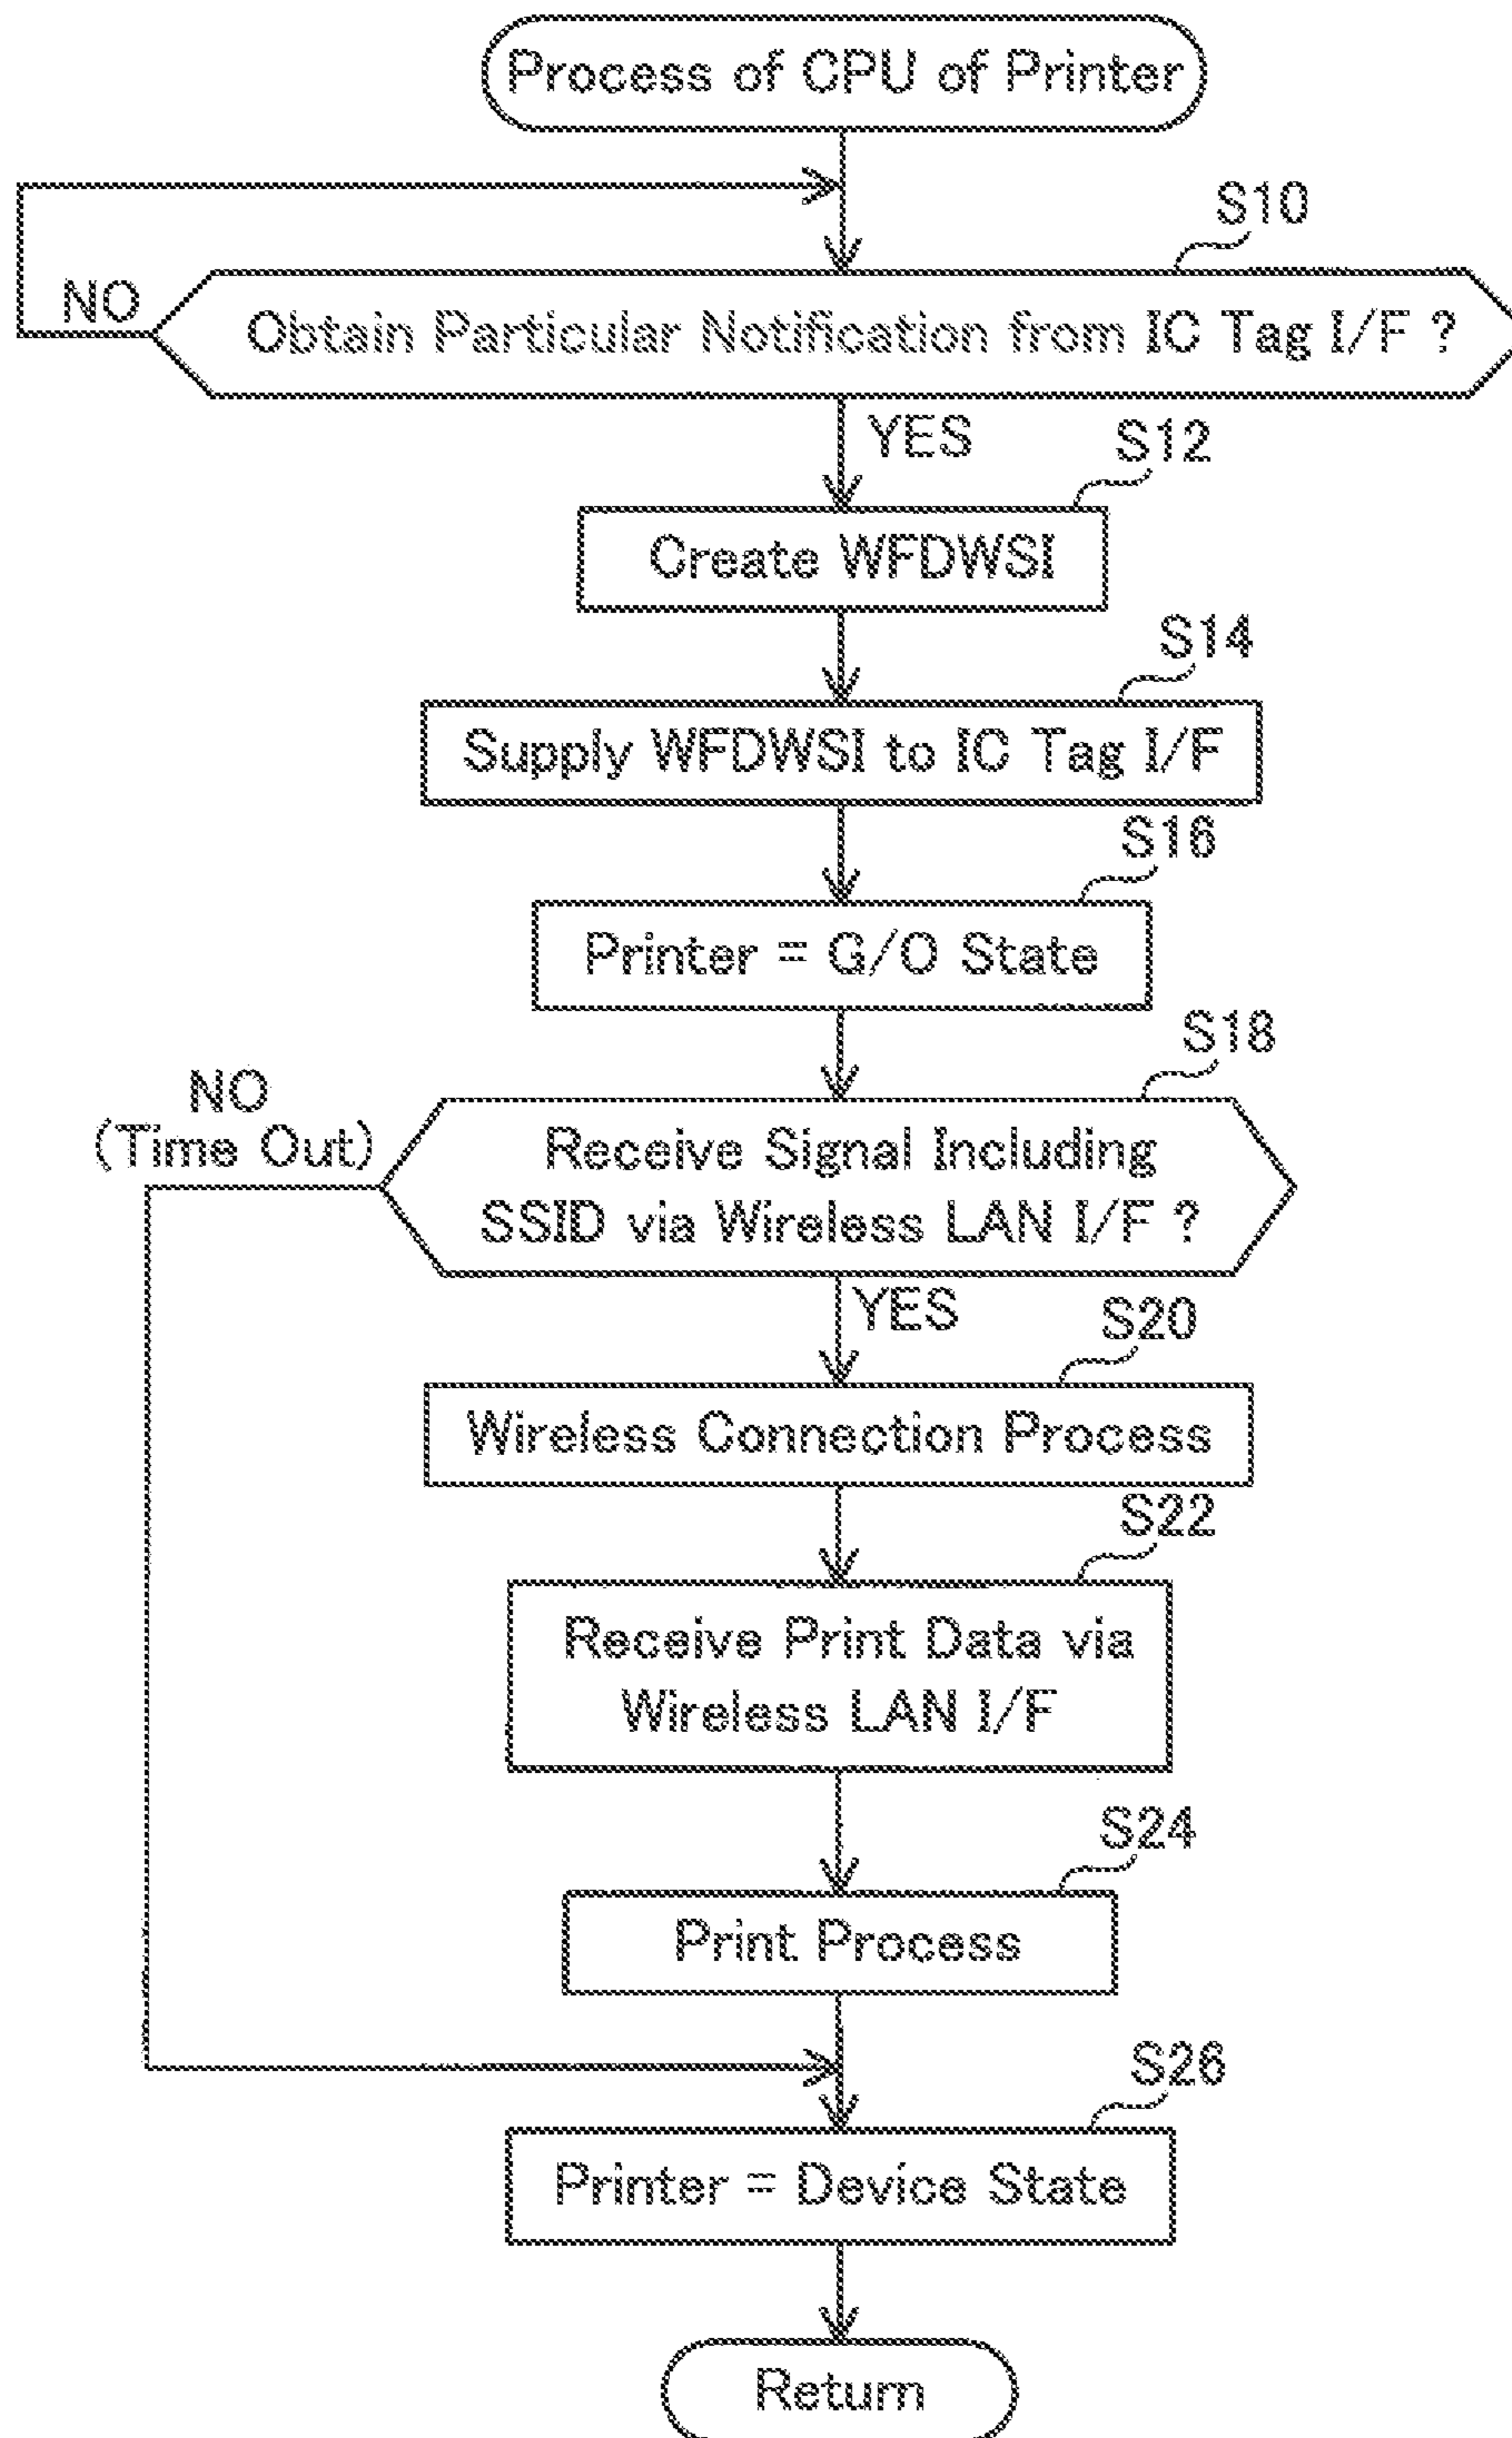 Process of CPU of Printer
S10
NO
Obtain Particular Notification from IC Tag I/F ?
YES
S12
Create WFDWSI
S14
Supply WFDWSI to IC Tag I/F
S16
Printer = G/O State
S18
NO
(Time Out)
Receive Signal Including
SSID via Wireless LAN I/F ?
YES
S20
Wireless Connection Process
S22
Receive Print Data via
Wireless LAN I/F
S24
Print Process
S26
Printer = Device State
Return